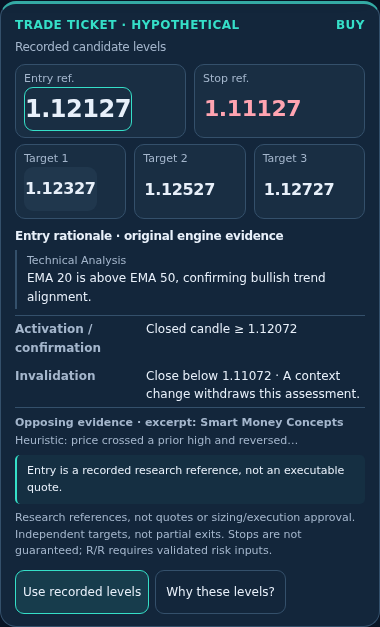 TRADE TICKET · HYPOTHETICAL BUY
Recorded candidate levels
Entry ref. Stop ref.
1.12127 1.11127
Target 1 Target 2 Target 3
1.12327 1.12527 1.12727
Entry rationale · original engine evidence
Technical Analysis
EMA 20 is above EMA 50, confirming bullish trend
alignment.
Activation / Closed candle ≥ 1.12072
confirmation
Invalidation Close below 1.11072 · A context
change withdraws this assessment.
Opposing evidence · excerpt: Smart Money Concepts
Heuristic: price crossed a prior high and reversed…
Entry is a recorded research reference, not an executable
quote.
Research references, not quotes or sizing/execution approval.
Independent targets, not partial exits. Stops are not
guaranteed; R/R requires validated risk inputs.
Use recorded levels Why these levels?